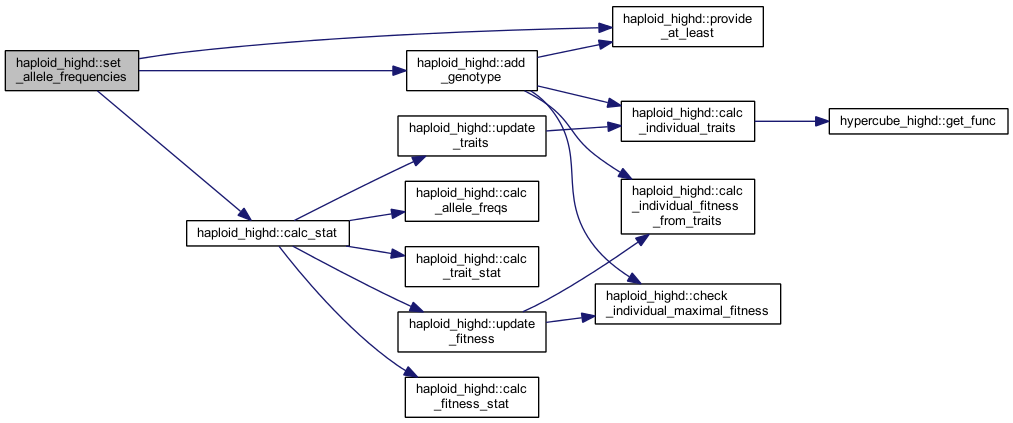 haploid_highd::set
_allele_frequencies
haploid_highd::provide
_at_least
haploid_highd::add
_genotype
haploid_highd::calc
_individual_traits
hypercube_highd::get_func
haploid_highd::update
_traits
haploid_highd::calc
_allele_freqs
haploid_highd::calc
_individual_fitness
_from_traits
haploid_highd::calc_stat
haploid_highd::calc
_trait_stat
haploid_highd::check
_individual_maximal_fitness
haploid_highd::update
_fitness
haploid_highd::calc
_fitness_stat